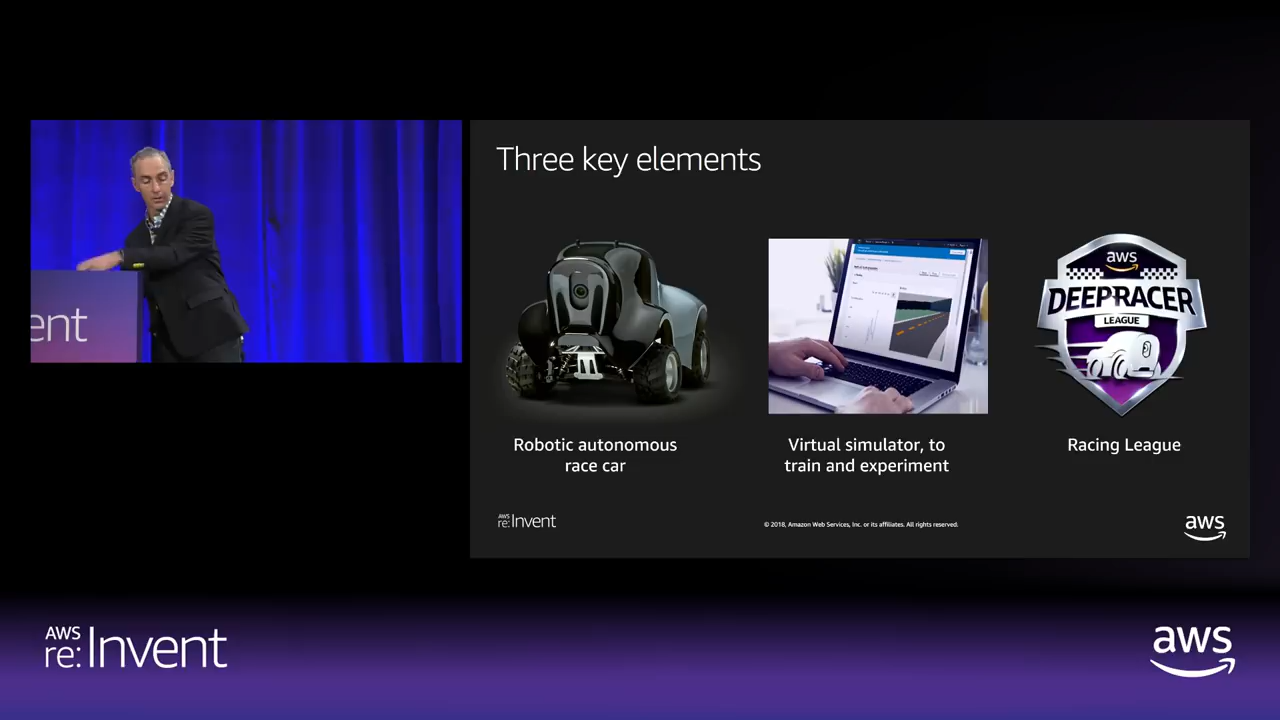 Three key elements
aws
DEEPRACER
LEAGUE
Robotic autonomous
race car
Virtual simulator, to
train and experiment
Racing League
ent
AWS
re:Invent
© 2018, Amazon Web Services, Inc. or its affiliates. All rights reserved.
aws
AWS
re:Invent
aws